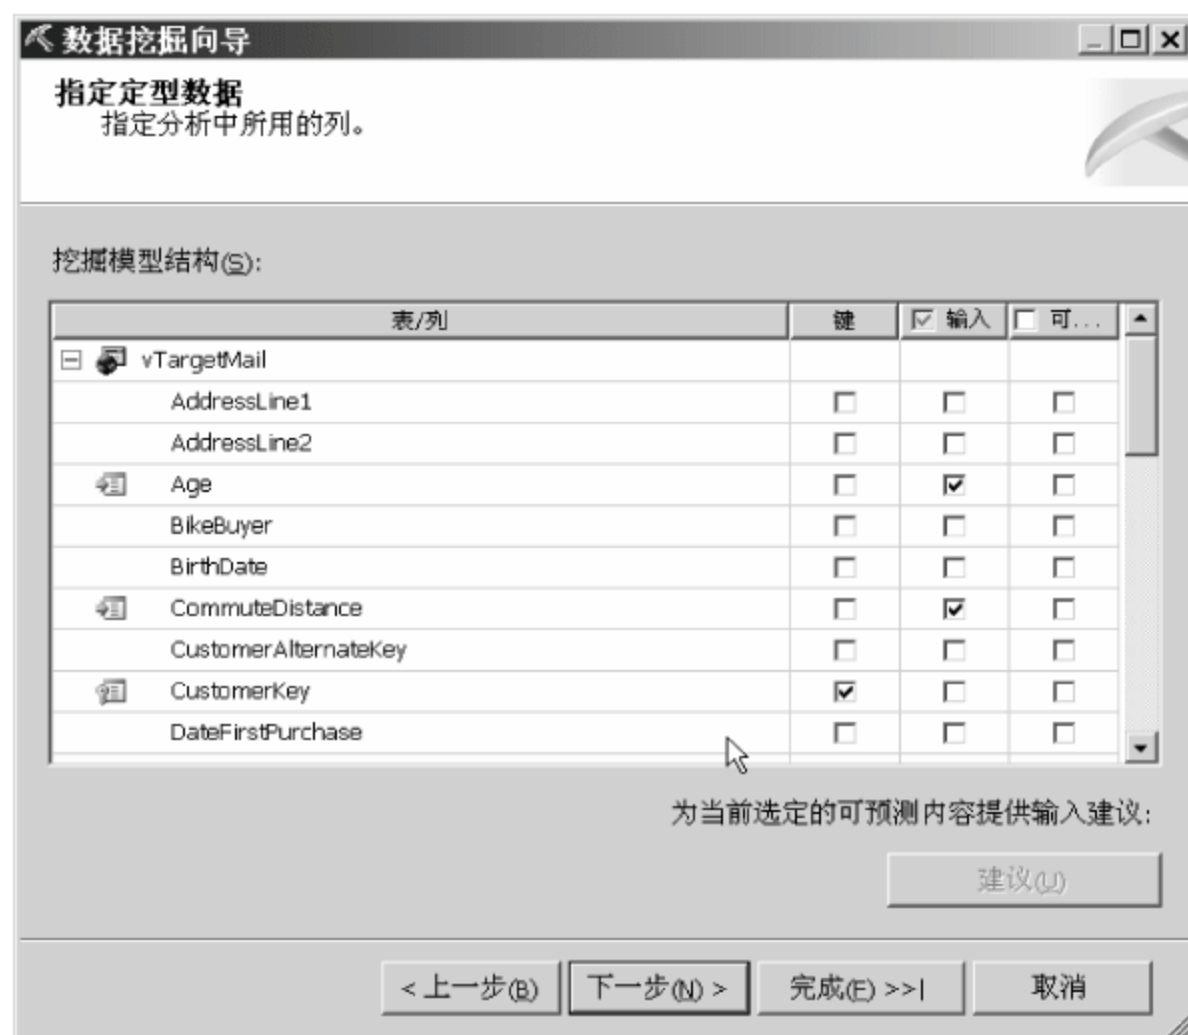 数据挖掘向导
指定定型数据
指定分析中所用的列。
挖掘模型结构(S):
表/列 键 输入 可...
vTargetMail
AddressLine1
AddressLine2
Age
BikeBuyer
BirthDate
CommuteDistance
CustomerAlternateKey
CustomerKey
DateFirstPurchase
为当前选定的可预测内容提供输入建议:
建议(U)
<上一步(B) 下一步(N)> 完成(F)>>| 取消